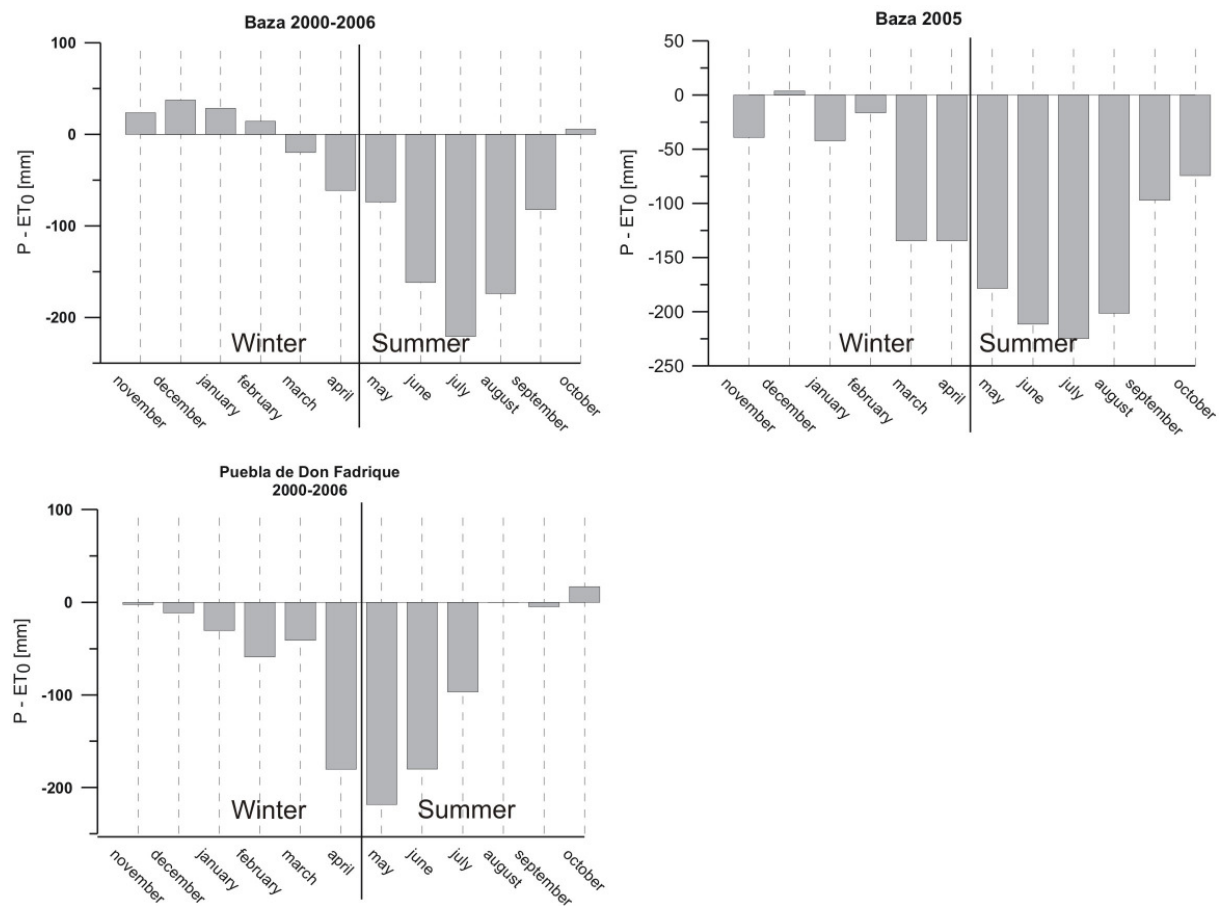 Baza 2000-2006
100
0
-100
-200
P - ET0 [mm]
Winter
Summer
november
december
january
february
march
april
may
june
july
august
september
october
Baza 2005
50
0
-50
-100
-150
-200
-250
P - ET0 [mm]
Winter
Summer
november
december
january
february
march
april
may
june
july
august
september
october
Puebla de Don Fadrique
2000-2006
100
0
-100
-200
P - ET0 [mm]
Winter
Summer
november
december
january
february
march
april
may
june
july
august
september
october